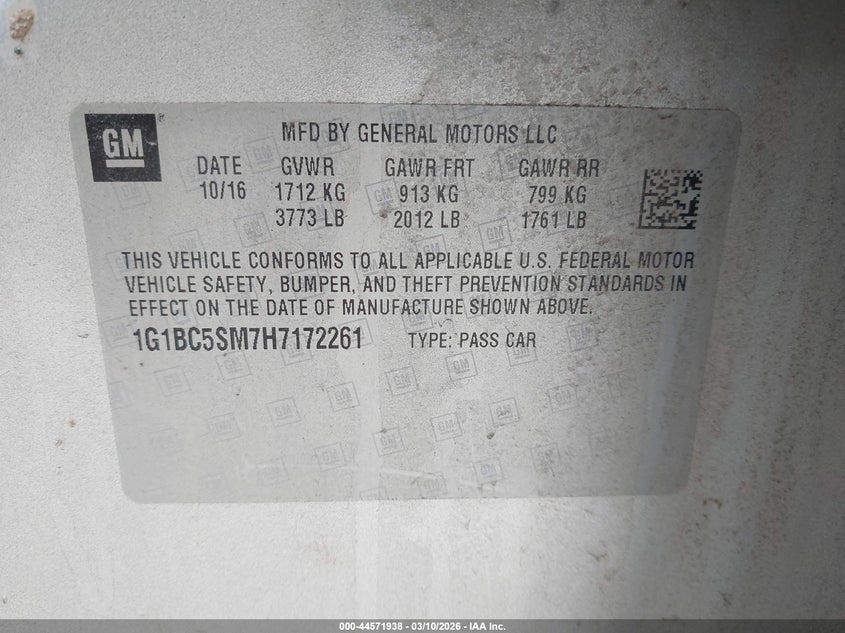 GM
MFD BY GENERAL MOTORS LLC
DATE GVWR GAWR FRT GAWR RR
10/16 1712 KG 913 KG 799 KG
3773 LB 2012 LB 1761 LB
THIS VEHICLE CONFORMS TO ALL APPLICABLE U.S. FEDERAL MOTOR
VEHICLE SAFETY, BUMPER, AND THEFT PREVENTION STANDARDS IN
EFFECT ON THE DATE OF MANUFACTURE SHOWN ABOVE.
1G1BC5SM7H7172261 TYPE: PASS CAR
000-44571938 — 03/10/2026 — IAA Inc.